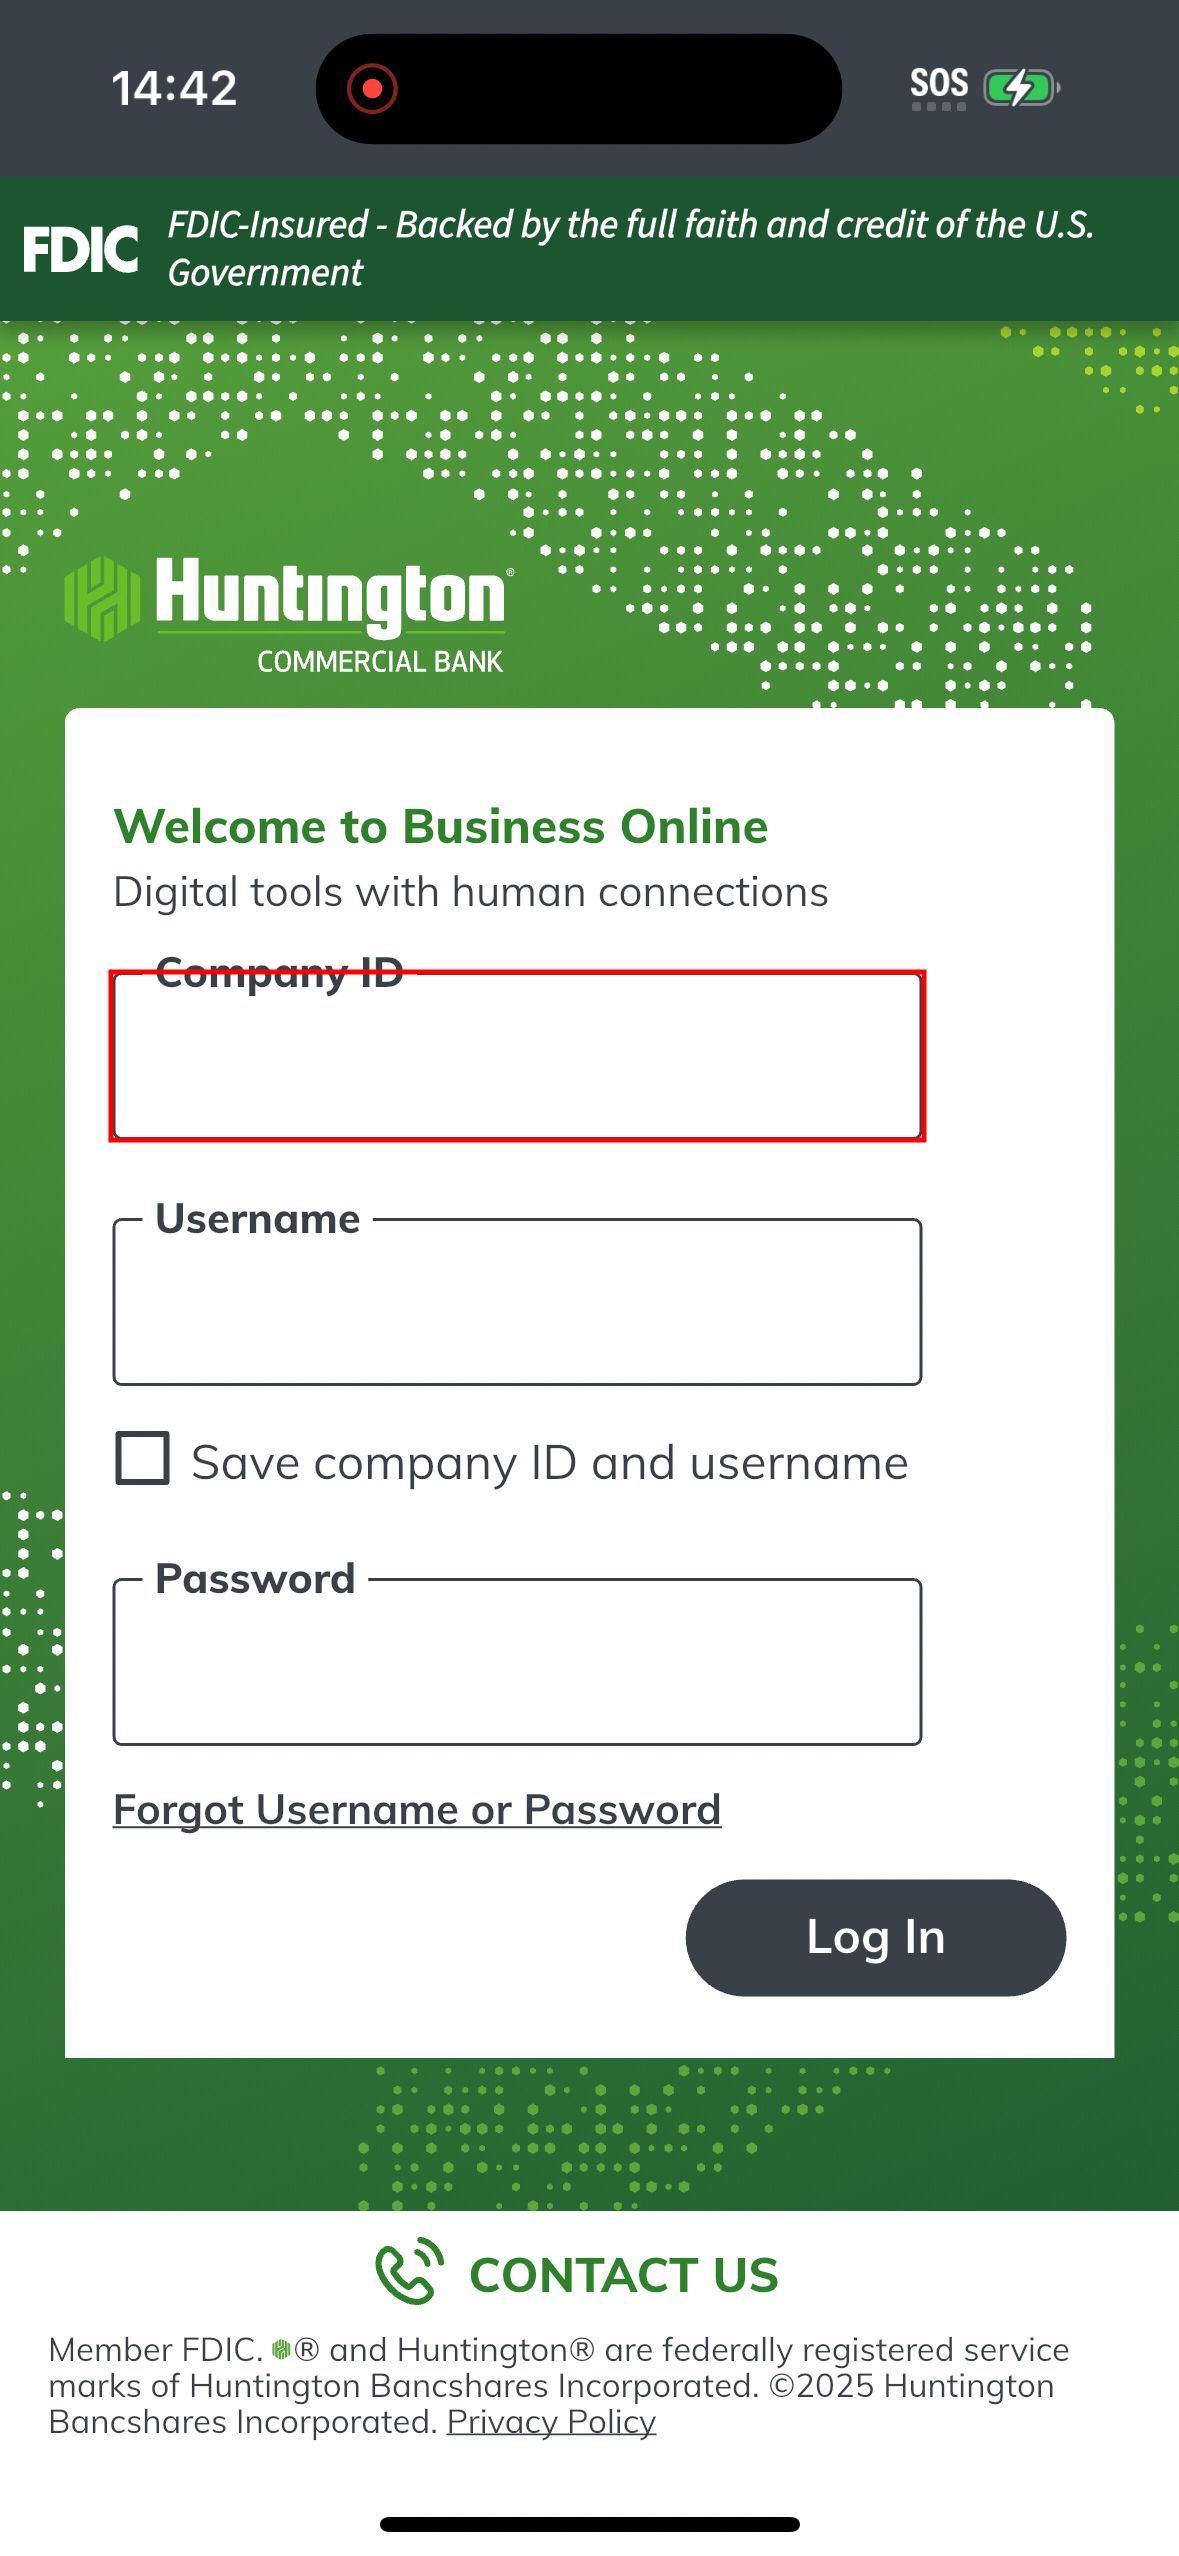 14:42
SOS
FDIC
FDIC-Insured - Backed by the full faith and credit of the U.S.
Government
Huntington®
COMMERCIAL BANK
Welcome to Business Online
Digital tools with human connections
Company ID
Username
Save company ID and username
Password
Forgot Username or Password
Log In
CONTACT US
Member FDIC. ® and Huntington® are federally registered service
marks of Huntington Bancshares Incorporated. ©2025 Huntington
Bancshares Incorporated. Privacy Policy